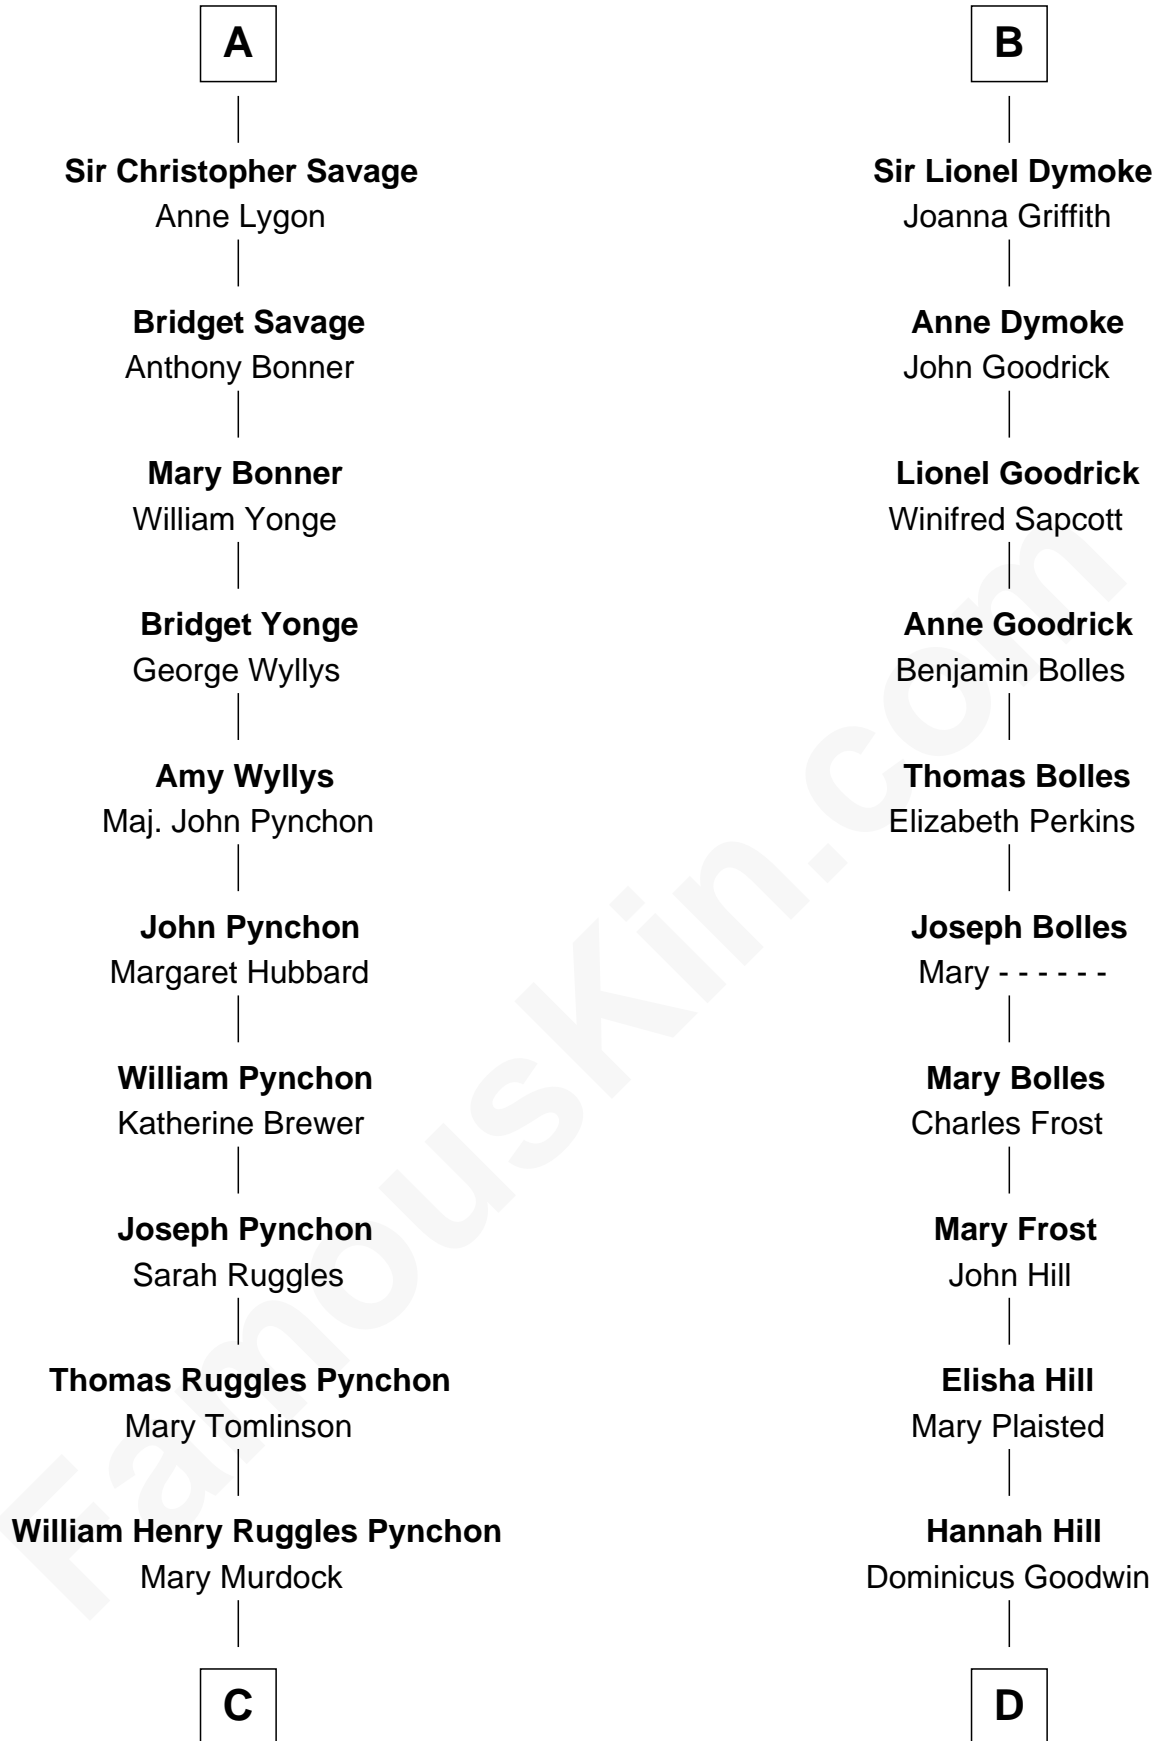 A
Sir Christopher Savage
Anne Lygon
Bridget Savage
Anthony Bonner
Mary Bonner
William Yonge
Bridget Yonge
George Wyllys
Amy Wyllys
Maj. John Pynchon
John Pynchon
Margaret Hubbard
William Pynchon
Katherine Brewer
Joseph Pynchon
Sarah Ruggles
Thomas Ruggles Pynchon
Mary Tomlinson
William Henry Ruggles Pynchon
Mary Murdock
C
B
Sir Lionel Dymoke
Joanna Griffith
Anne Dymoke
John Goodrick
Lionel Goodrick
Winifred Sapcott
Anne Goodrick
Benjamin Bolles
Thomas Bolles
Elizabeth Perkins
Joseph Bolles
Mary - - - - - -
Mary Bolles
Charles Frost
Mary Frost
John Hill
Elisha Hill
Mary Plaisted
Hannah Hill
Dominicus Goodwin
D
FamousKin.com